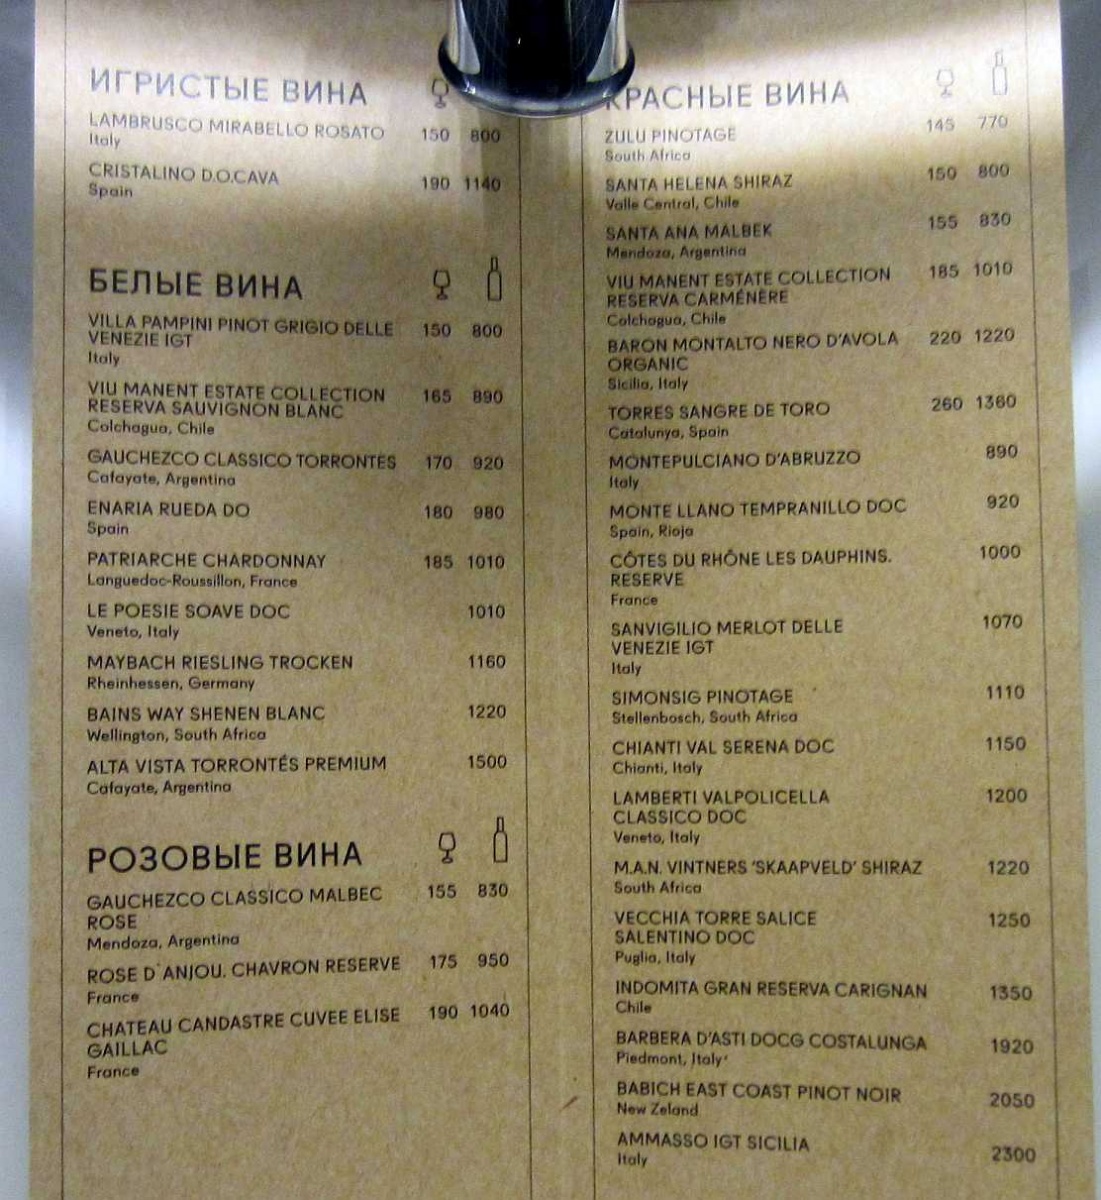 ИГРИСТЫЕ ВИНА
LAMBRUSCO MIRABELLO ROSATO 150 800
Italy
CRISTALINO D.O.CAVA 190 1140
Spain
БЕЛЫЕ ВИНА
VILLA PAMPINI PINOT GRIGIO DELLE 150 800
VENEZIE IGT
Italy
VIU MANENT ESTATE COLLECTION 165 890
RESERVA SAUVIGNON BLANC
Colchagua, Chile
GAUCHEZCO CLASSICO TORRONTES 170 920
Cafayate, Argentina
ENARIA RUEDA DO 180 980
Spain
PATRIARCHE CHARDONNAY 185 1010
Languedoc-Roussillon, France
LE POESIE SOAVE DOC 1010
Veneto, Italy
MAYBACH RIESLING TROCKEN 1160
Rheinhessen, Germany
BAINS WAY SHENEN BLANC 1220
Wellington, South Africa
ALTA VISTA TORRONTÉS PREMIUM 1500
Cafayate, Argentina
РОЗОВЫЕ ВИНА
GAUCHEZCO CLASSICO MALBEC 155 830
ROSE
Mendoza, Argentina
ROSE D`ANJOU. CHAVRON RESERVE 175 950
France
CHATEAU CANDASTRE CUVEE ELISE 190 1040
GAILLAC
France
КРАСНЫЕ ВИНА
ZULU PINOTAGE 145 770
South Africa
SANTA HELENA SHIRAZ 150 800
Valle Central, Chile
SANTA ANA MALBEK 155 830
Mendoza, Argentina
VIU MANENT ESTATE COLLECTION 185 1010
RESERVA CARMÉNÈRE
Colchagua, Chile
BARON MONTALTO NERO D'AVOLA 220 1220
ORGANIC
Sicilia, Italy
TORRES SANGRE DE TORO 260 1360
Catalunya, Spain
MONTEPULCIANO D'ABRUZZO 890
Italy
MONTE LLANO TEMPRANILLO DOC 920
Spain, Rioja
CÔTES DU RHÔNE LES DAUPHINS. 1000
RESERVE
France
SANVIGILIO MERLOT DELLE 1070
VENEZIE IGT
Italy
SIMONSIG PINOTAGE 1110
Stellenbosch, South Africa
CHIANTI VAL SERENA DOC 1150
Chianti, Italy
LAMBERTI VALPOLICELLA 1200
CLASSICO DOC
Veneto, Italy
M.A.N. VINTNERS 'SKAAPVELD' SHIRAZ 1220
South Africa
VECCHIA TORRE SALICE 1250
SALENTINO DOC
Puglia, Italy
INDOMITA GRAN RESERVA CARIGNAN 1350
Chile
BARBERA D'ASTI DOCG COSTALUNGA 1920
Piedmont, Italy
BABICH EAST COAST PINOT NOIR 2050
New Zeland
AMMASSO IGT SICILIA 2300
Italy